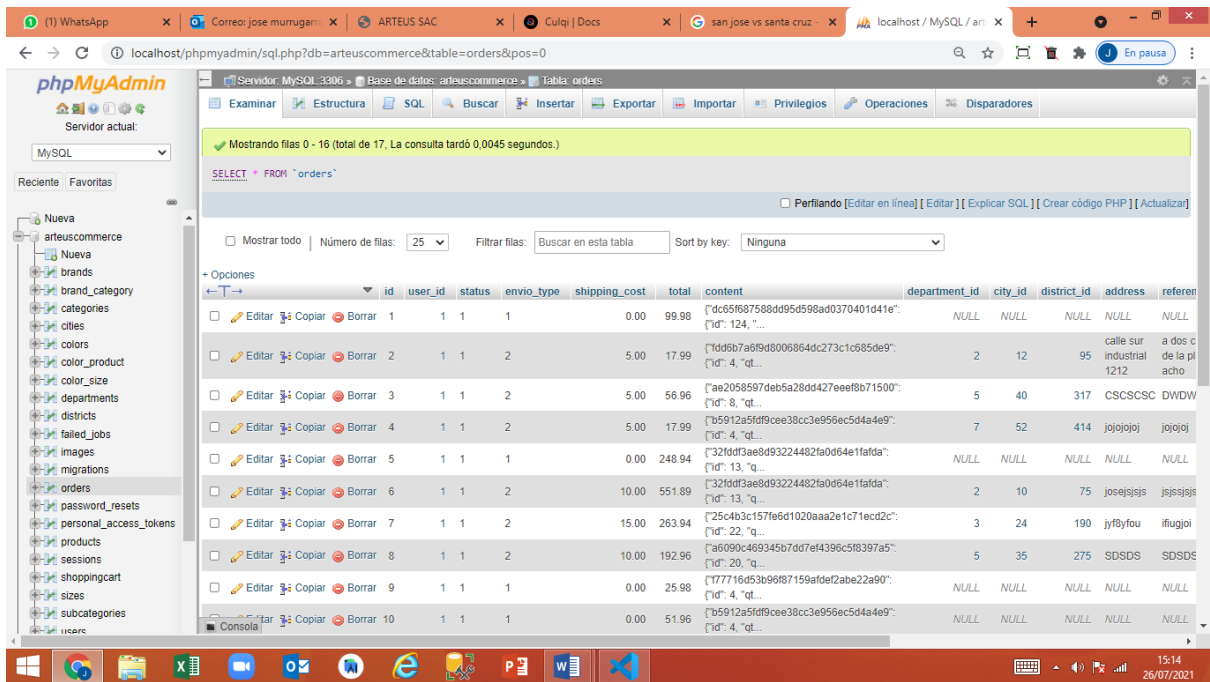 (1) WhatsApp
Correo: jose murrugarra
ARTEUS SAC
Culqi | Docs
san jose vs santa cruz -
localhost / MySQL / art
localhost/phpmyadmin/sql.php?db=arteuscommerce&table=orders&pos=0
J En pausa
phpMyAdmin
Servidor actual:
MySQL
Reciente Favoritas
Nueva
arteuscommerce
Nueva
brands
brand_category
categories
cities
colors
color_product
color_size
departments
districts
failed_jobs
images
migrations
orders
password_resets
personal_access_tokens
products
sessions
shoppingcart
sizes
subcategories
users
Servidor: MySQL:3306 » Base de datos: arteuscommerce » Tabla: orders
Examinar Estructura SQL Buscar Insertar Exportar Importar Privilegios Operaciones Disparadores
Mostrando filas 0 - 16 (total de 17, La consulta tardó 0,0045 segundos.)
SELECT * FROM `orders`
Perfilando [Editar en línea] [ Editar ] [ Explicar SQL ] [ Crear código PHP ] [ Actualizar]
Mostrar todo | Número de filas: 25 Filtrar filas: Buscar en esta tabla Sort by key: Ninguna
+ Opciones
←T→ id user_id status envio_type shipping_cost total content department_id city_id district_id address referen
Editar Copiar Borrar 1 1 1 1 0.00 99.98 {"dc65f687588dd95d598ad0370401d41e": NULL NULL NULL NULL NULL
{"id": 124, "...
Editar Copiar Borrar 2 1 1 2 5.00 17.99 {"fdd6b7a6f9d8006864dc273c1c685de9": 2 12 95 calle sur a dos c
{"id": 4, "qt... industrial de la pl
1212 acho
Editar Copiar Borrar 3 1 1 2 5.00 56.96 {"ae2058597deb5a28dd427eeef8b71500": 5 40 317 CSCSCSC DWDW
{"id": 8, "qt...
Editar Copiar Borrar 4 1 1 2 5.00 17.99 {"b5912a5fdf9cee38cc3e956ec5d4a4e9": 7 52 414 jojojojoj jojojoj
{"id": 4, "qt...
Editar Copiar Borrar 5 1 1 1 0.00 248.94 {"32fddf3ae8d93224482fa0d64e1fafda": NULL NULL NULL NULL NULL
{"id": 13, "q...
Editar Copiar Borrar 6 1 1 2 10.00 551.89 {"32fddf3ae8d93224482fa0d64e1fafda": 2 10 75 josejsjsjs jsjssjsjs
{"id": 13, "q...
Editar Copiar Borrar 7 1 1 2 15.00 263.94 {"25c4b3c157fe6d1020aaa2e1c71ecd2c": 3 24 190 jyf8yfou ifiugjoi
{"id": 22, "q...
Editar Copiar Borrar 8 1 1 2 10.00 192.96 {"a6090c469345b7dd7ef4396c5f8397a5": 5 35 275 SDSDS SDSDS
{"id": 20, "q...
Editar Copiar Borrar 9 1 1 1 0.00 25.98 {"f77716d53b96f87159afdef2abe22a90": NULL NULL NULL NULL NULL
{"id": 4, "qt...
Copiar Borrar 10 1 1 1 0.00 51.96 {"b5912a5fdf9cee38cc3e956ec5d4a4e9": NULL NULL NULL NULL NULL
{"id": 4, "qt...
Consola
15:14
26/07/2021